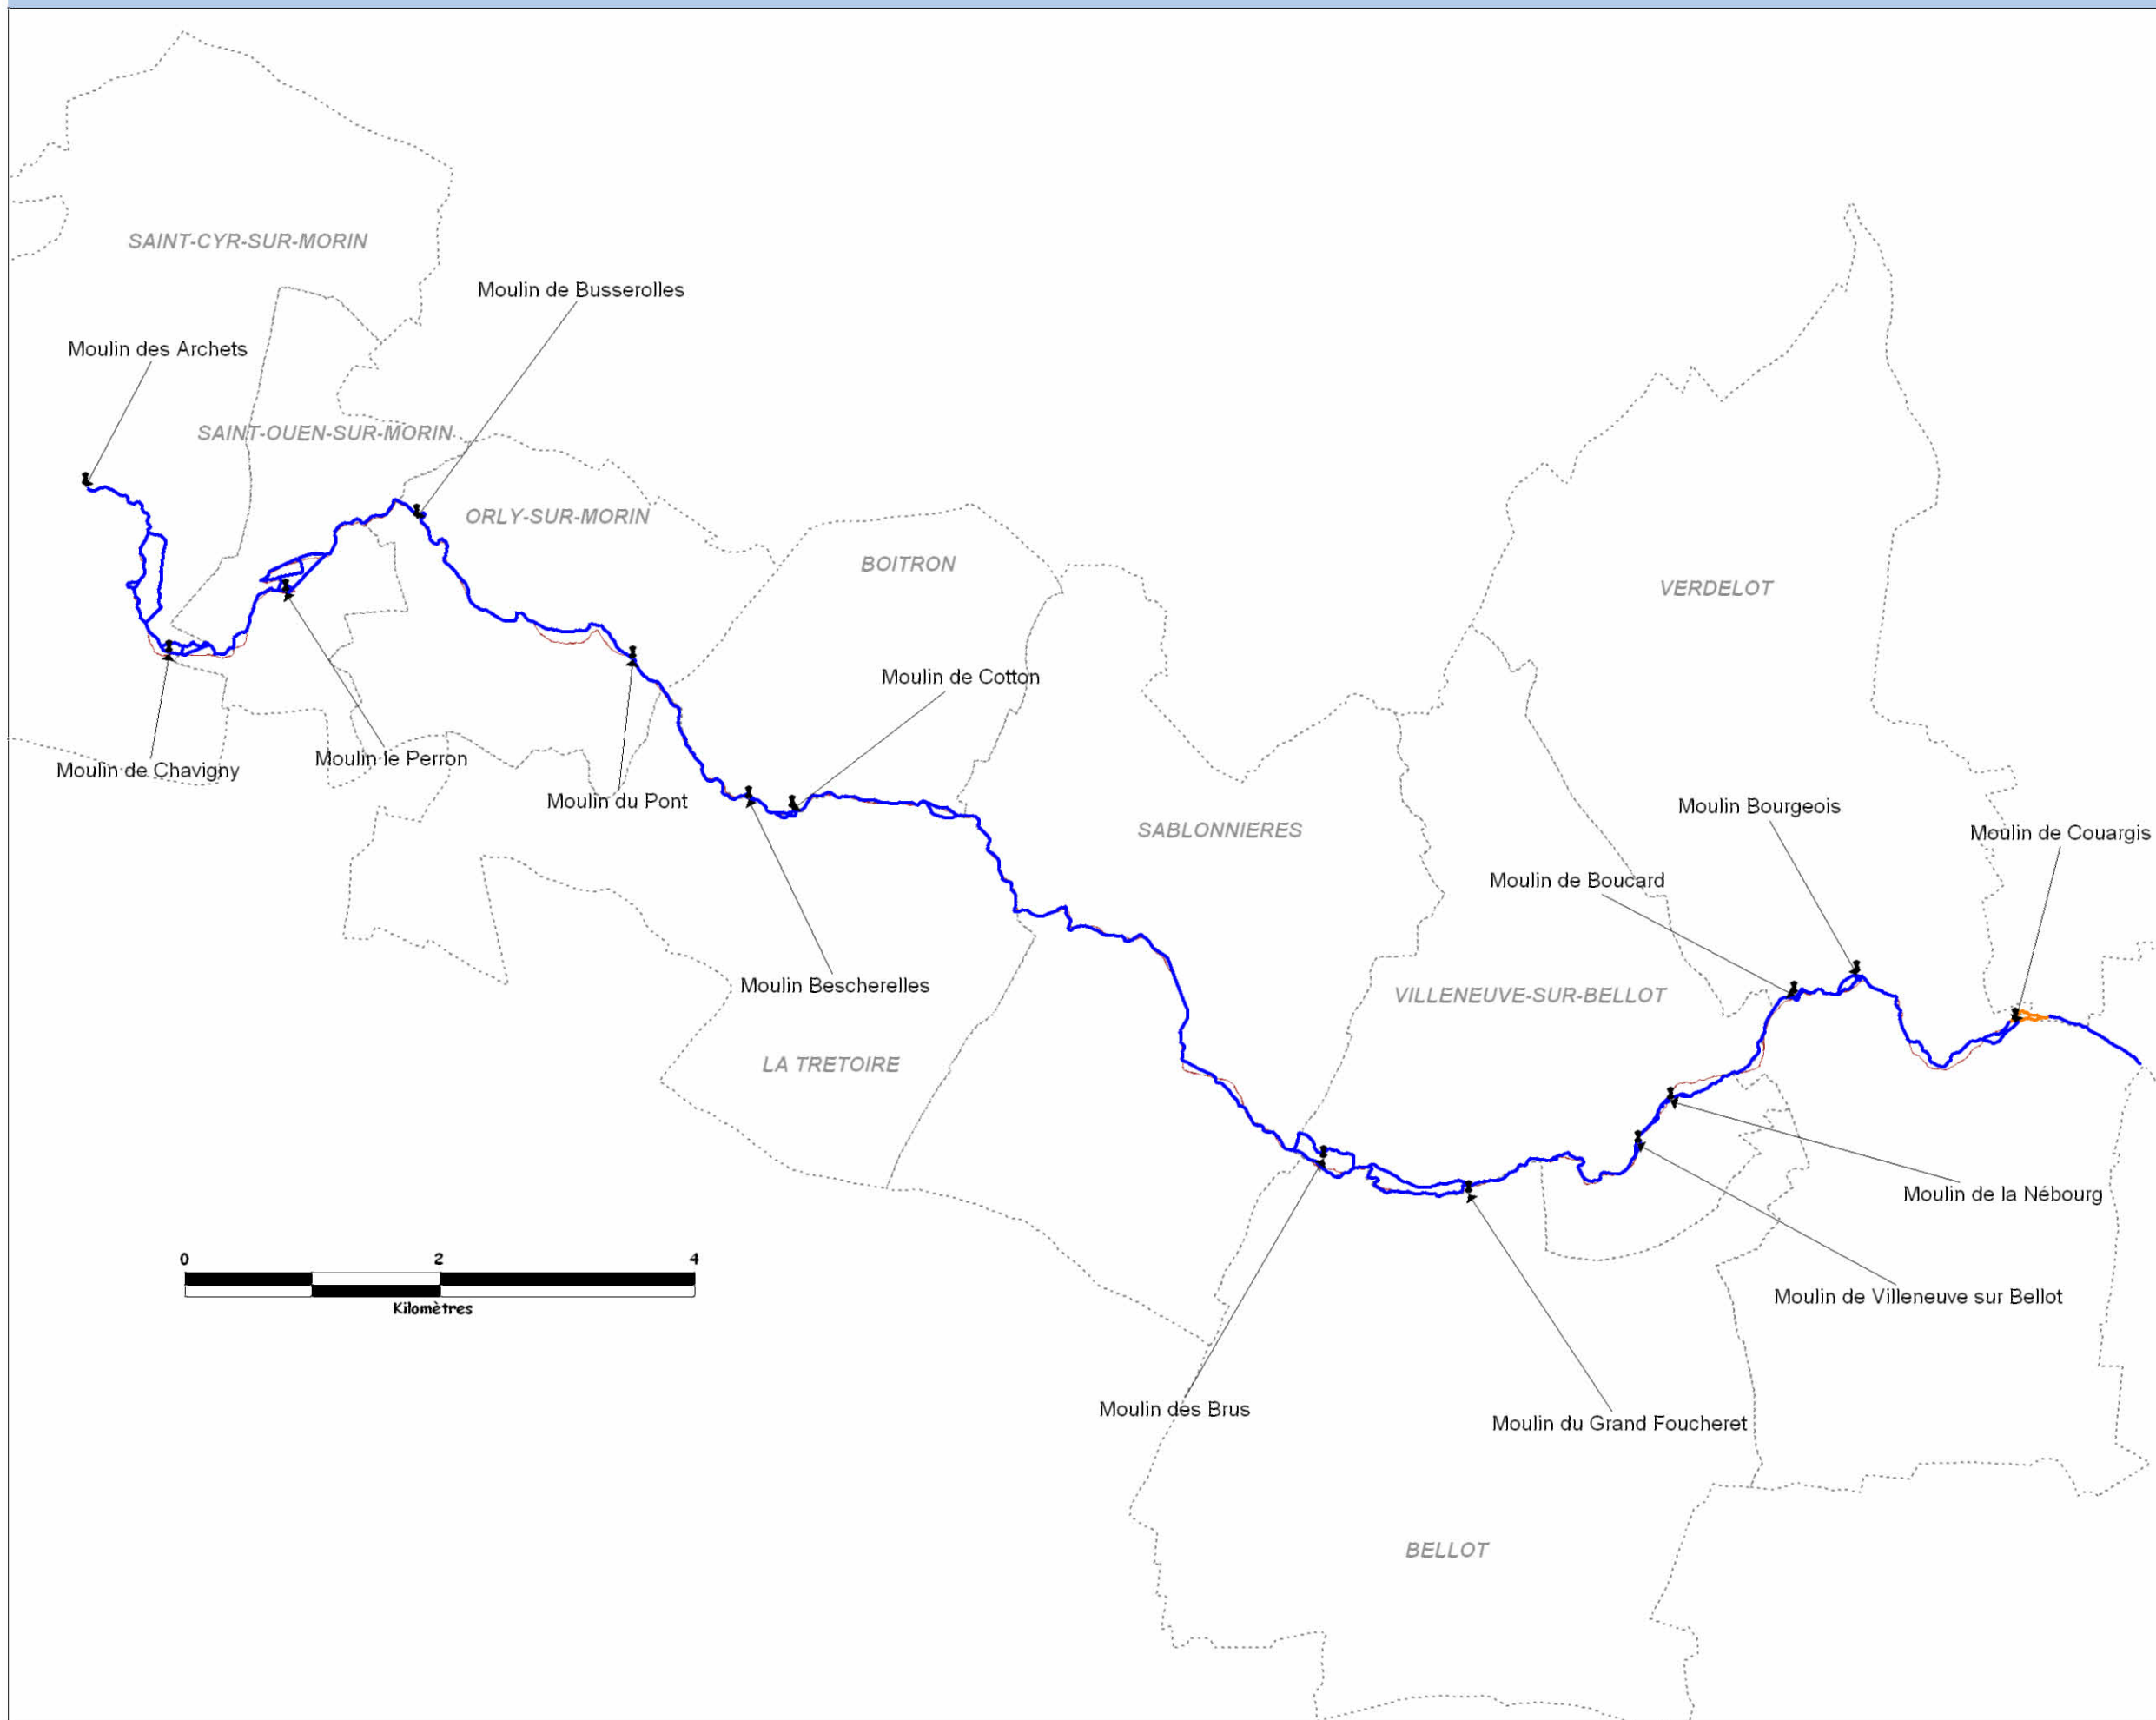 SAINT-CYR-SUR-MORIN
Moulin de Busserolles
Moulin des Archets
SAINT-OUEN-SUR-MORIN
ORLY-SUR-MORIN
BOITRON
VERDELOT
Moulin de Cotton
Moulin le Perron
Moulin de Chavigny
Moulin du Pont
Moulin Bourgeois
SABLONNIERES
Moulin de Couargis
Moulin de Boucard
Moulin Bescherelles
VILLENEUVE-SUR-BELLOT
LA TRETOIRE
Moulin de la Nébourg
0 2 4
Kilomètres
Moulin de Villeneuve sur Bellot
Moulin des Brus
Moulin du Grand Foucheret
BELLOT